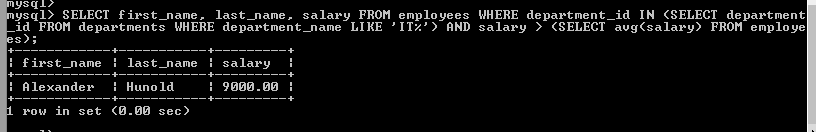 mysql>
mysql> SELECT first_name, last_name, salary FROM employees WHERE department_id IN (SELECT department
_id FROM departments WHERE department_name LIKE 'IT%') AND salary > (SELECT avg(salary) FROM employe
es);
+------------+-----------+---------+
| first_name | last_name | salary  |
+------------+-----------+---------+
| Alexander  | Hunold    | 9000.00 |
+------------+-----------+---------+
1 row in set (0.00 sec)
mysql>